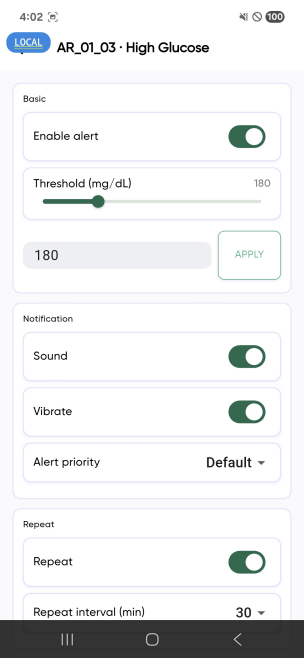 4:02
100
LOCAL
AR_01_03 · High Glucose
Basic
Enable alert
Threshold (mg/dL) 180
180 APPLY
Notification
Sound
Vibrate
Alert priority Default
Repeat
Repeat
Repeat interval (min) 30